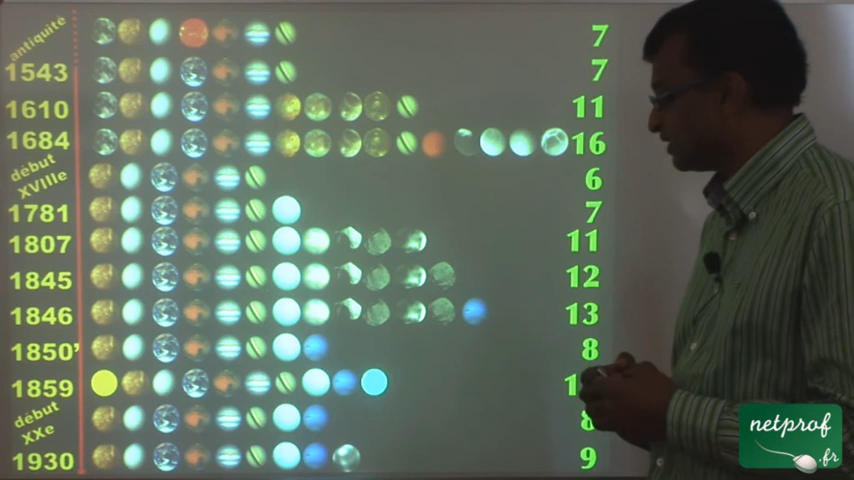 antiquité 7
1543 7
1610 11
1684 16
début XVIIIe 6
1781 7
1807 11
1845 12
1846 13
1850' 8
1859
début XXe 8
1930 9
netprof
.fr